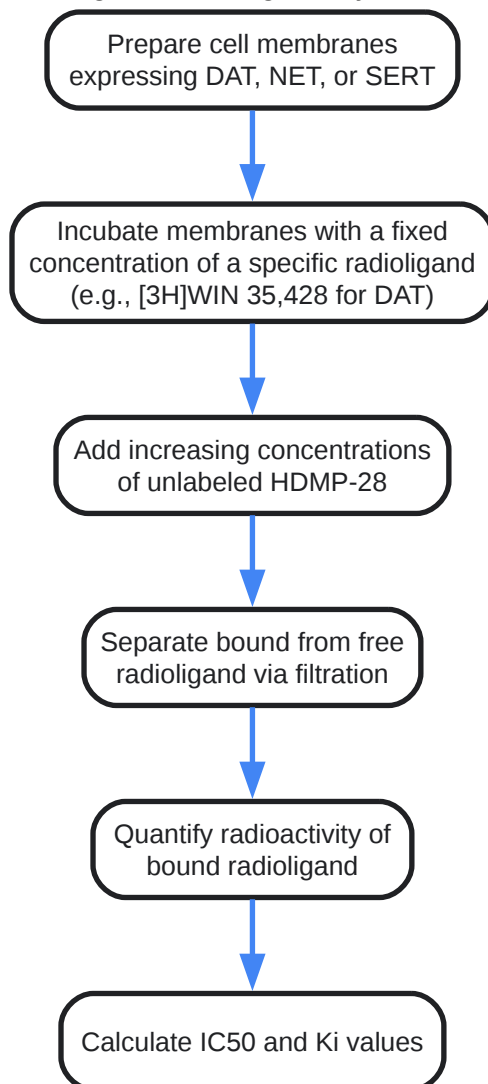 Prepare cell membranes
expressing DAT, NET, or SERT
Incubate membranes with a fixed
concentration of a specific radioligand
(e.g., [3H]WIN 35,428 for DAT)
Add increasing concentrations
of unlabeled HDMP-28
Separate bound from free
radioligand via filtration
Quantify radioactivity of
bound radioligand
Calculate IC50 and Ki values